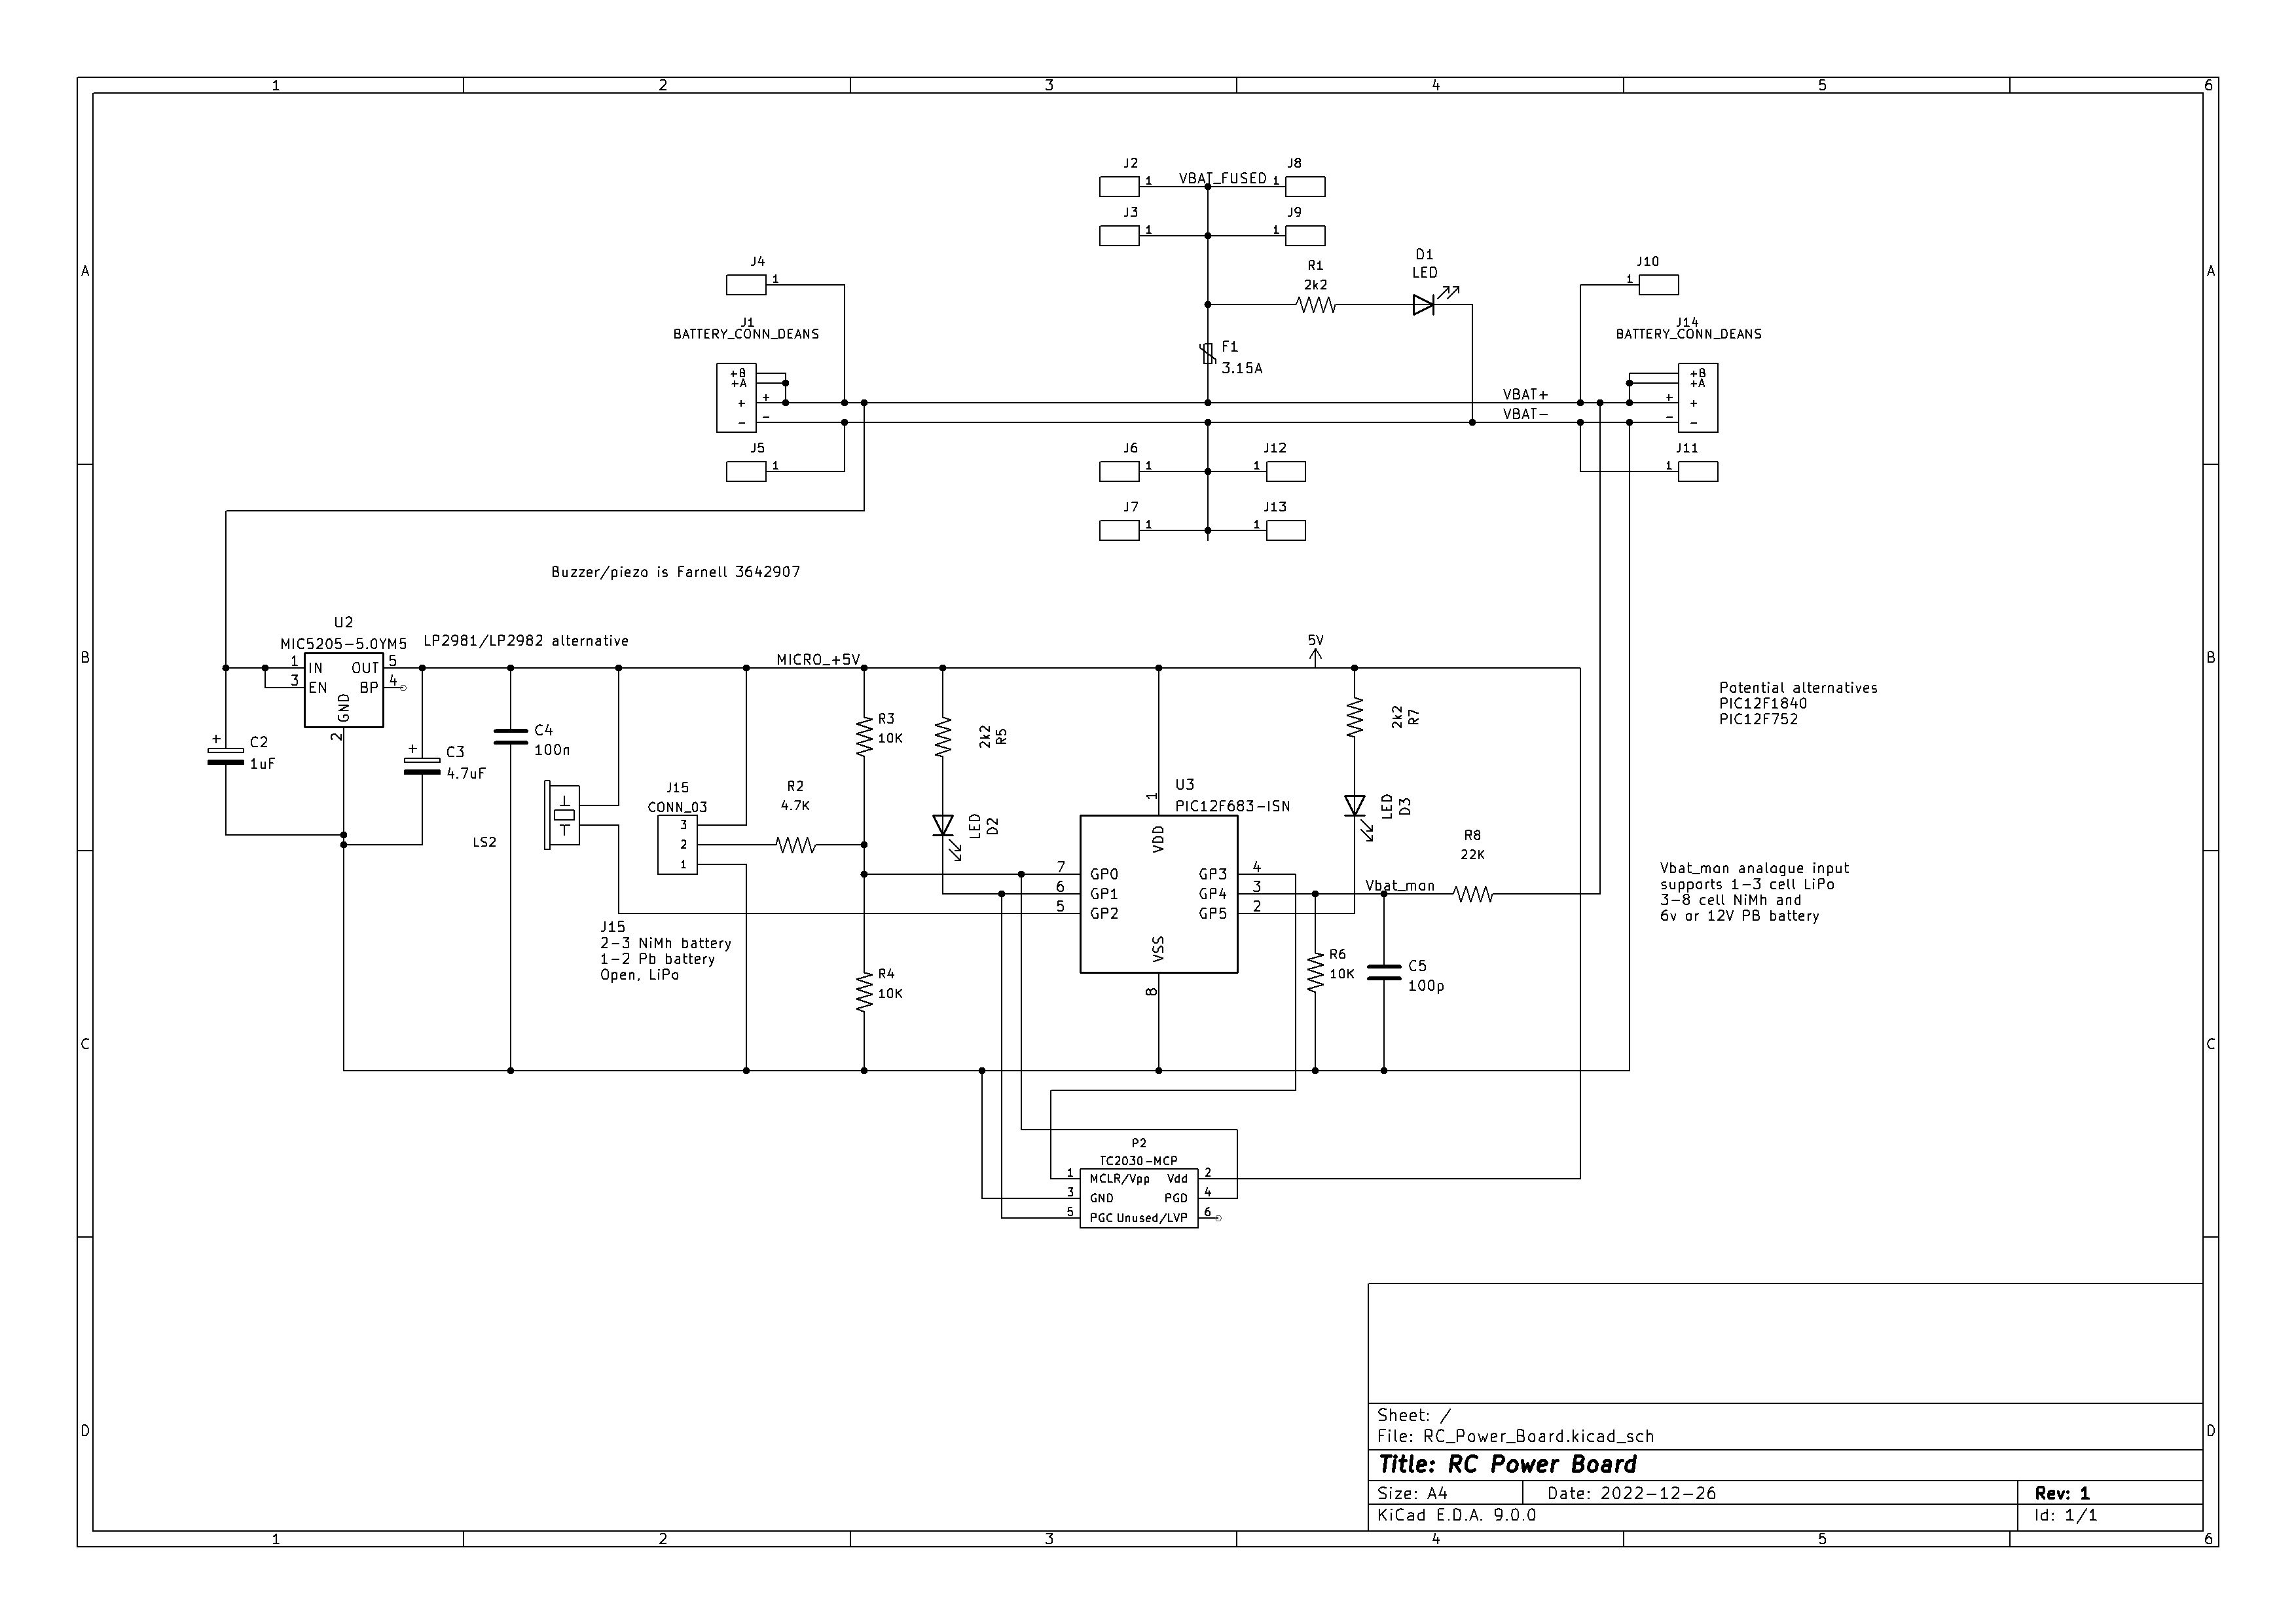 1 2 3 4 5 6
A A
J2 J8
1 VBAT_FUSED 1
J3 J9
1 1
J4
1
D1
LED
R1
2k2
J10
1
J1
BATTERY_CONN_DEANS
J14
BATTERY_CONN_DEANS
F1
3.15A
+B
+A
+ +
- -
+B
+A
+ +
- -
VBAT+
VBAT-
J5
1
J6 J12
1 1
J11
1
J7 J13
1 1
Buzzer/piezo is Farnell 3642907
U2
MIC5205-5.0YM5
LP2981/LP2982 alternative
1 IN OUT 5
3 EN BP 4
GND
2
B B
MICRO_+5V
5V
Potential alternatives
PIC12F1840
PIC12F752
+ C2
1uF
+ C3
4.7uF
C4
100n
R3
10K
2k2
R5
2k2
R7
LS2
J15
CONN_03
3
2
1
R2
4.7K
LED
D2
U3
PIC12F683-ISN
1
VDD
7 GP0 GP3 4
6 GP1 GP4 3
5 GP2 GP5 2
VSS
8
LED
D3
R8
22K
Vbat_mon
Vbat_mon analogue input
supports 1-3 cell LiPo
3-8 cell NiMh and
6v or 12V PB battery
J15
2-3 NiMh battery
1-2 Pb battery
Open, LiPo
R4
10K
R6
10K
C5
100p
C C
P2
TC2030-MCP
1 MCLR/Vpp Vdd 2
3 GND PGD 4
5 PGC Unused/LVP 6
D D
Sheet: /
File: RC_Power_Board.kicad_sch
Title: RC Power Board
Size: A4 Date: 2022-12-26 Rev: 1
KiCad E.D.A. 9.0.0 Id: 1/1
1 2 3 4 5 6